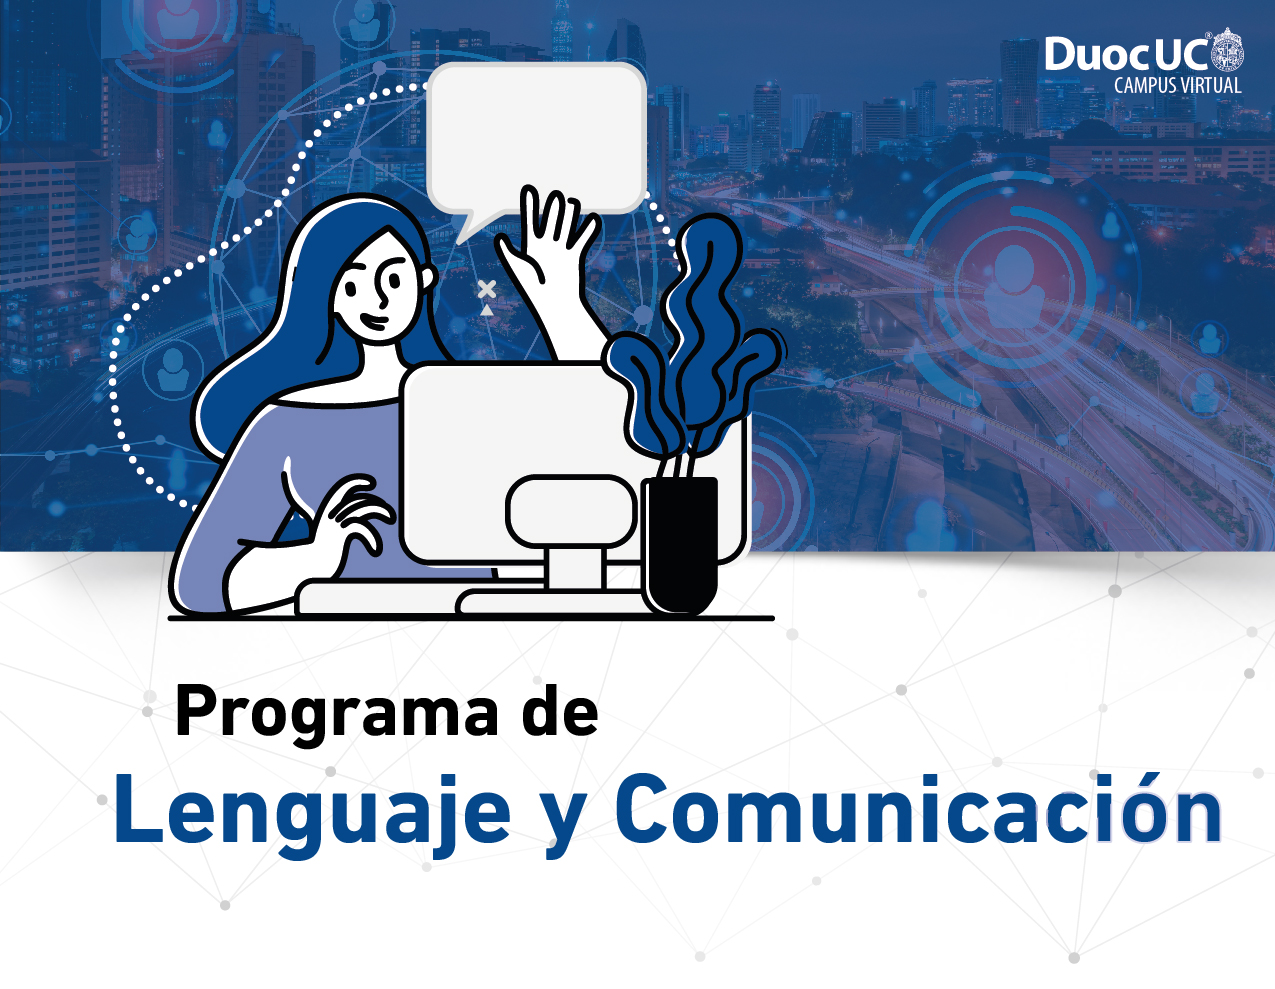 DuocUC®
CAMPUS VIRTUAL
Programa de
Lenguaje y Comunicación